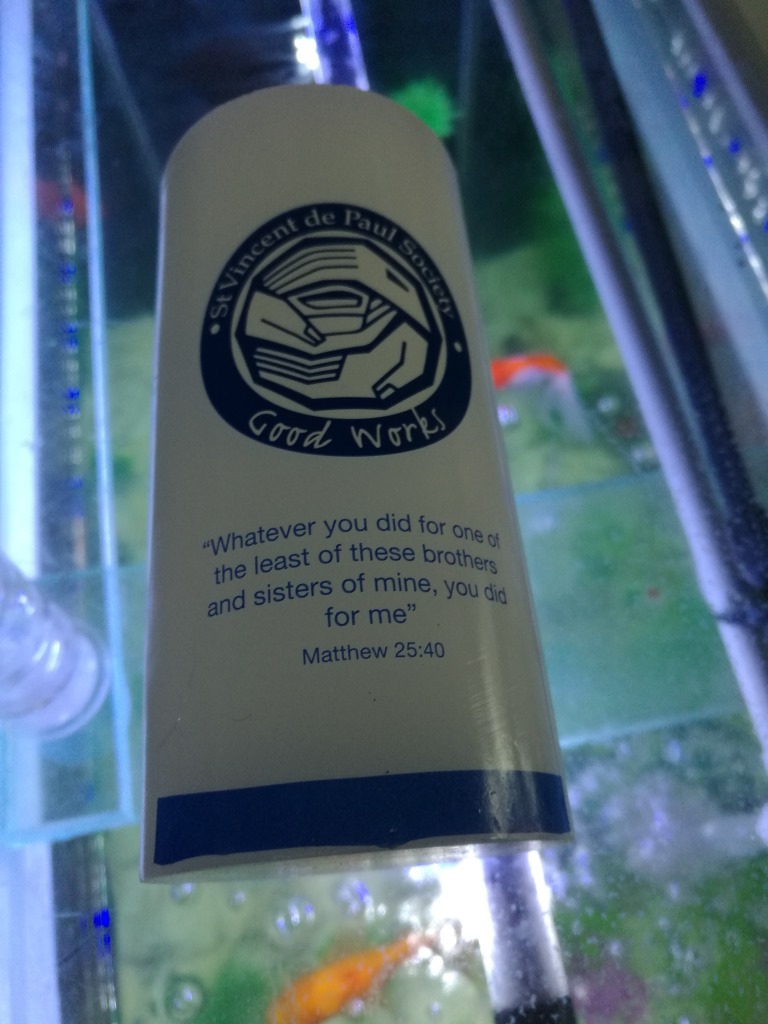 • St Vincent de Paul Society •
Good Works
“Whatever you did for one of
the least of these brothers
and sisters of mine, you did
for me”
Matthew 25:40